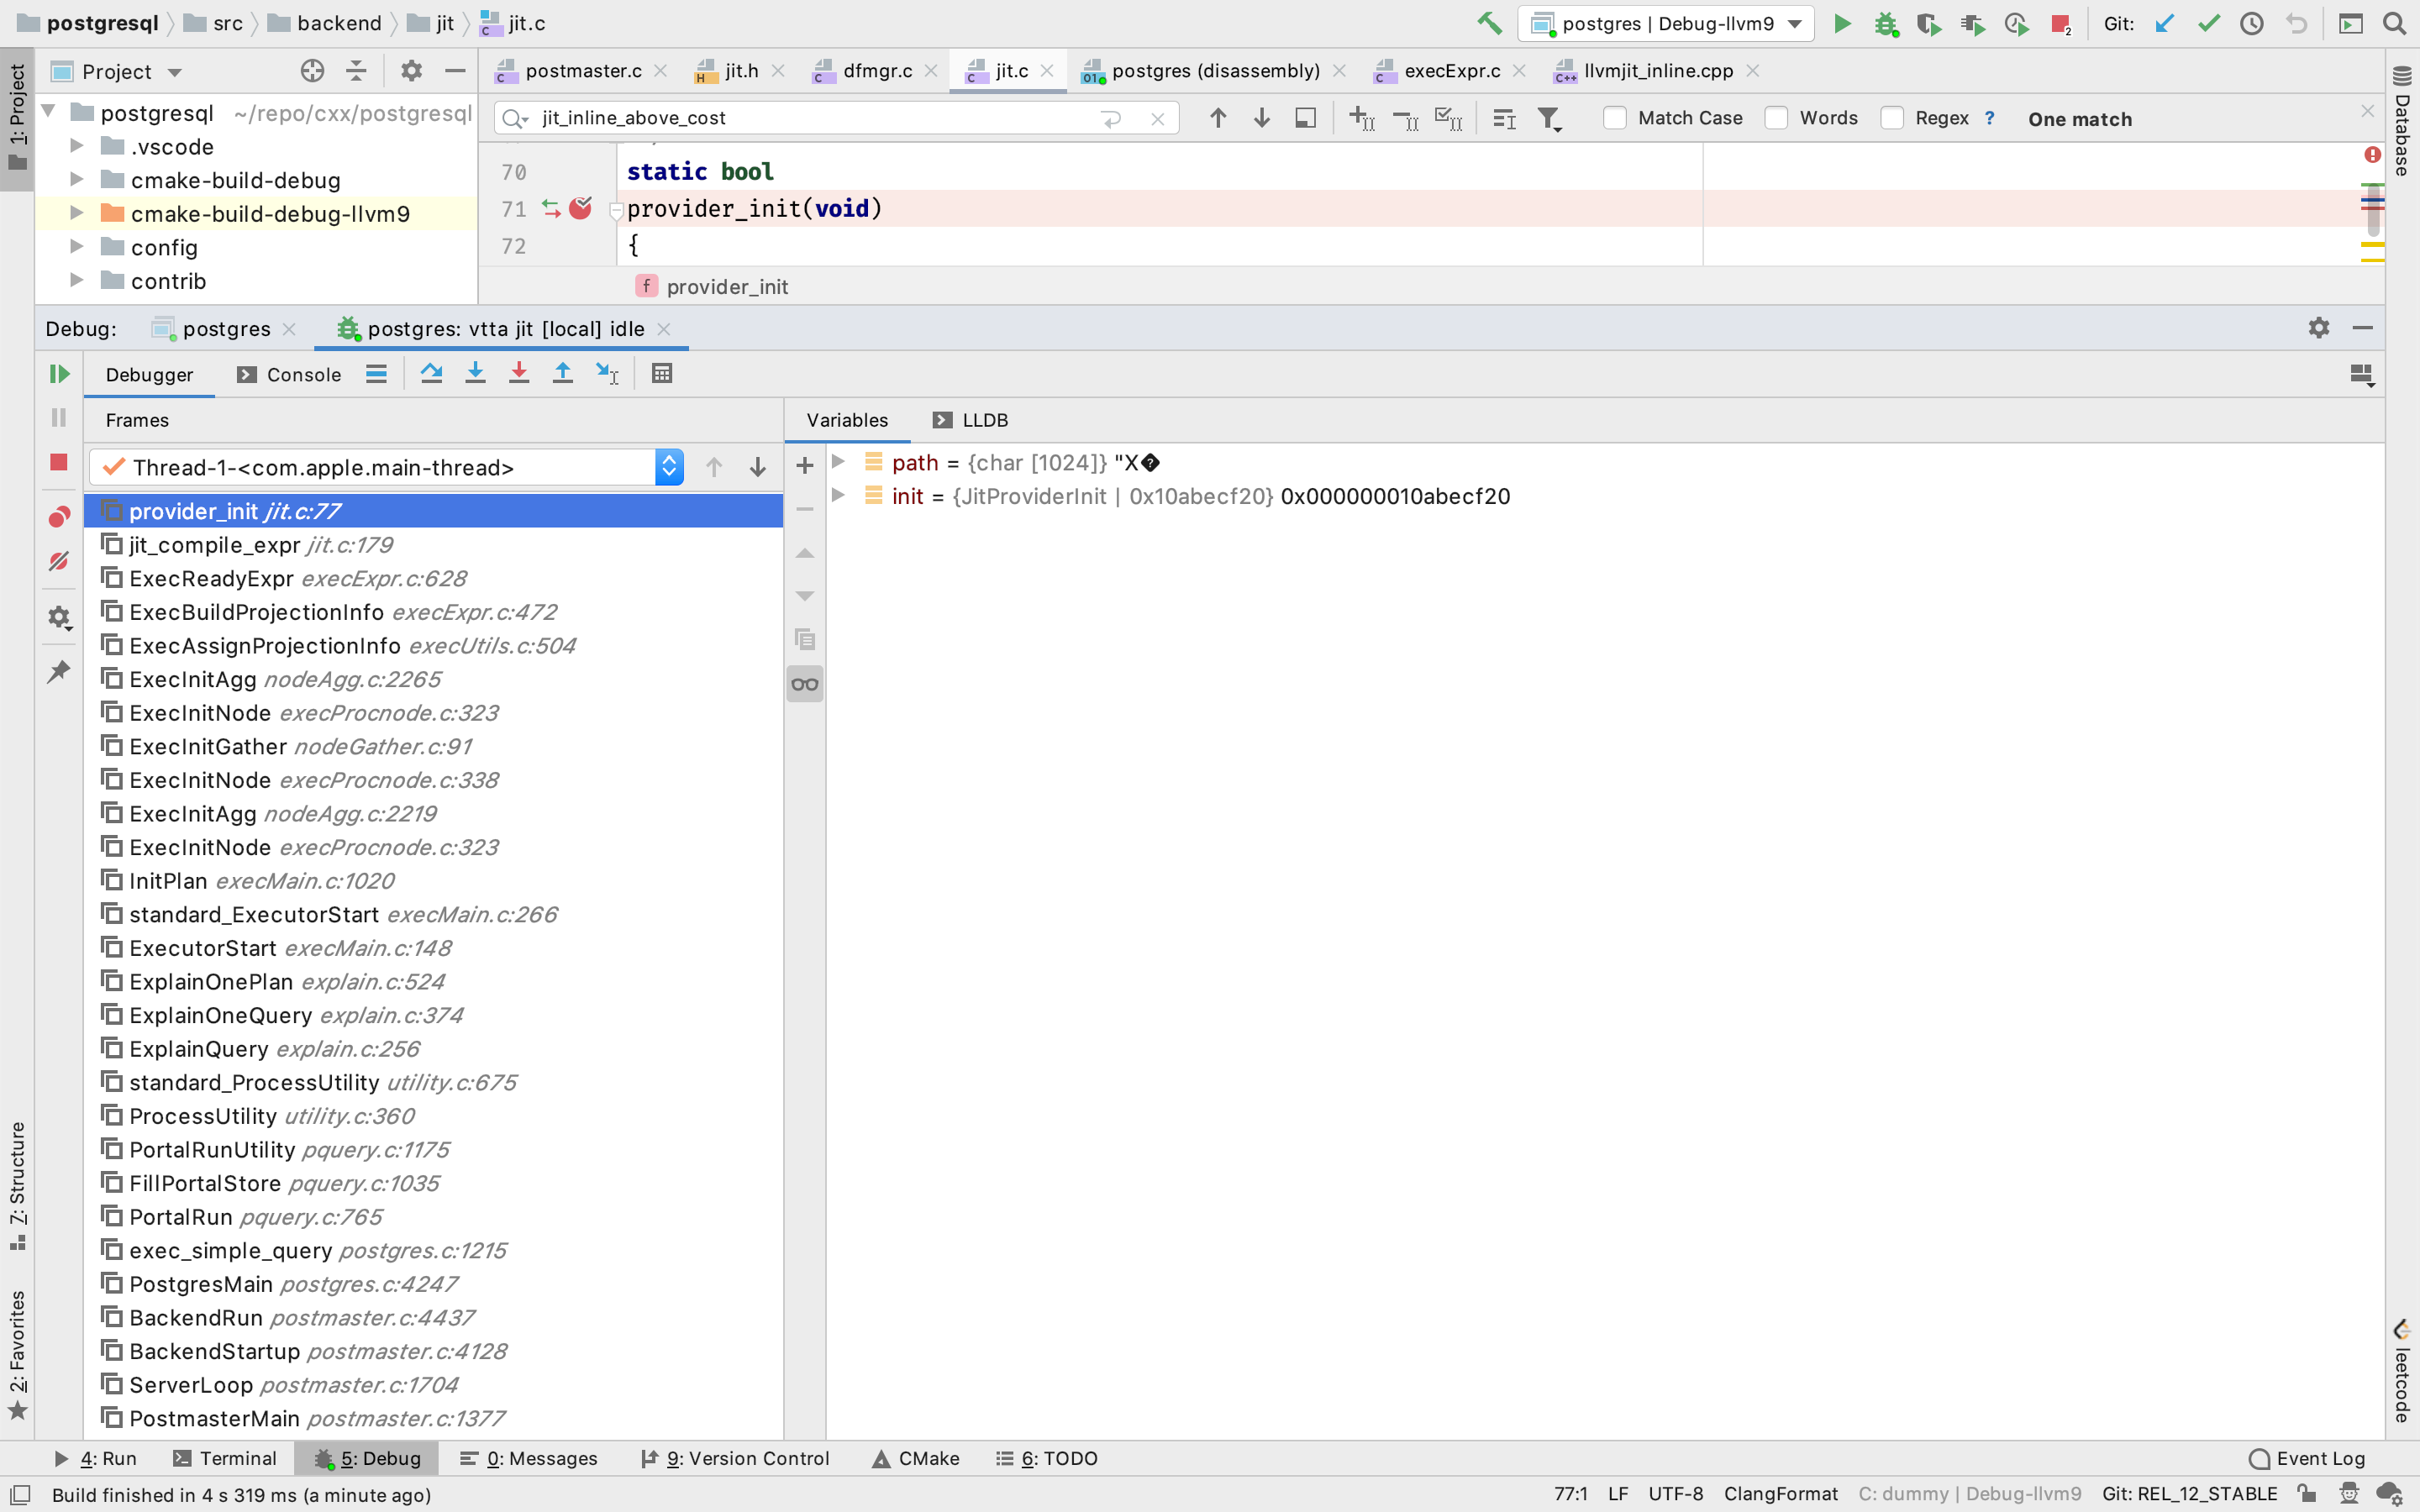 postgresql src backend jit jit.c postgres | Debug-llvm9 2 Git:
1: Project
Project
postmaster.c jit.h dfmgr.c jit.c postgres (disassembly) execExpr.c llvmjit_inline.cpp
Database
postgresql ~/repo/cxx/postgresql
.vscode
cmake-build-debug
cmake-build-debug-llvm9
config
contrib
jit_inline_above_cost Match Case Words Regex ? One match
70 static bool
71 provider_init(void)
72 {
f provider_init
Debug: postgres postgres: vtta jit [local] idle
Debugger Console
Frames
Variables LLDB
Thread-1-<com.apple.main-thread>
path = {char [1024]} "X�
init = {JitProviderInit | 0x10abecf20} 0x000000010abecf20
provider_init jit.c:77
jit_compile_expr jit.c:179
ExecReadyExpr execExpr.c:628
ExecBuildProjectionInfo execExpr.c:472
ExecAssignProjectionInfo execUtils.c:504
ExecInitAgg nodeAgg.c:2265
ExecInitNode execProcnode.c:323
ExecInitGather nodeGather.c:91
ExecInitNode execProcnode.c:338
ExecInitAgg nodeAgg.c:2219
ExecInitNode execProcnode.c:323
InitPlan execMain.c:1020
standard_ExecutorStart execMain.c:266
ExecutorStart execMain.c:148
ExplainOnePlan explain.c:524
ExplainOneQuery explain.c:374
ExplainQuery explain.c:256
standard_ProcessUtility utility.c:675
ProcessUtility utility.c:360
PortalRunUtility pquery.c:1175
FillPortalStore pquery.c:1035
PortalRun pquery.c:765
exec_simple_query postgres.c:1215
PostgresMain postgres.c:4247
BackendRun postmaster.c:4437
BackendStartup postmaster.c:4128
ServerLoop postmaster.c:1704
PostmasterMain postmaster.c:1377
7: Structure
2: Favorites
leetcode
4: Run Terminal 5: Debug 0: Messages 9: Version Control CMake 6: TODO Event Log
Build finished in 4 s 319 ms (a minute ago) 77:1 LF UTF-8 ClangFormat C: dummy | Debug-llvm9 Git: REL_12_STABLE